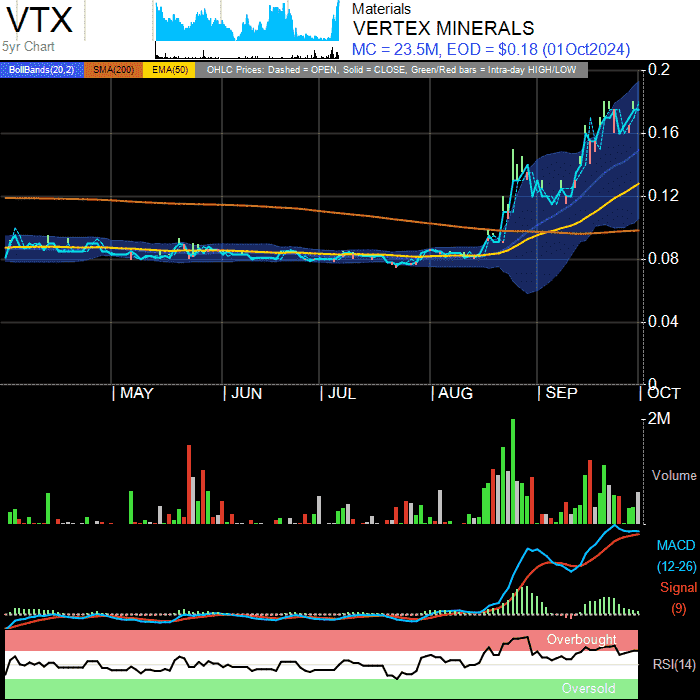 VTX
5yr Chart
Materials
VERTEX MINERALS
MC = 23.5M, EOD = $0.18 (01Oct2024)
BollBands(20,2) SMA(200) EMA(50) OHLC Prices: Dashed = OPEN, Solid = CLOSE, Green/Red bars = Intra-day HIGH/LOW
0.2
0.16
0.12
0.08
0.04
0
MAY JUN JUL AUG SEP OCT
2M
Volume
MACD
(12-26)
Signal
(9)
Overbought
RSI(14)
Oversold